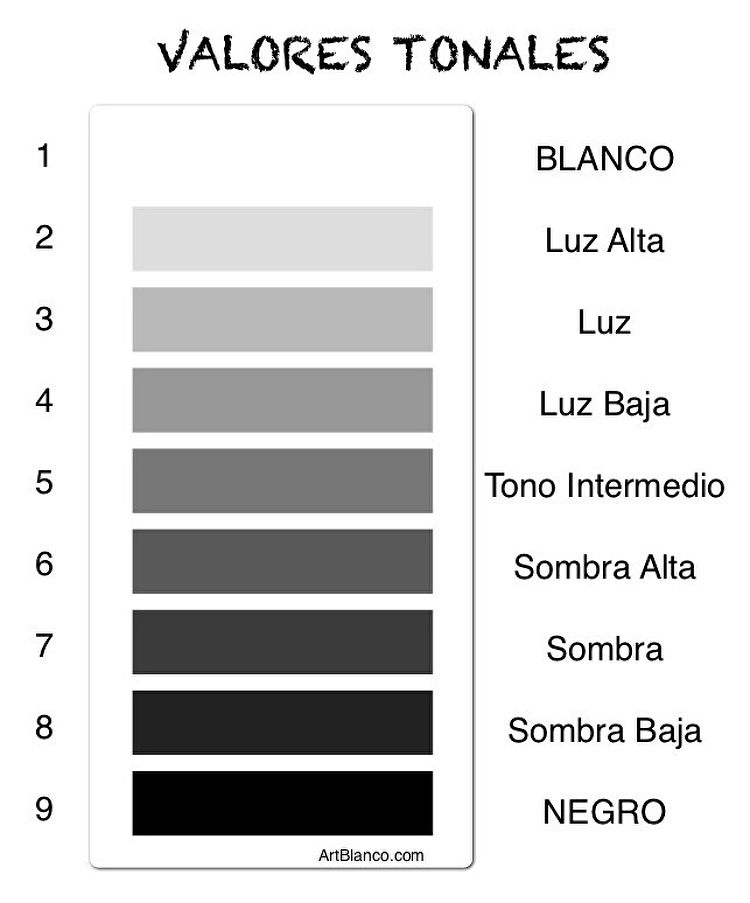 VALORES TONALES
1 BLANCO
2 Luz Alta
3 Luz
4 Luz Baja
5 Tono Intermedio
6 Sombra Alta
7 Sombra
8 Sombra Baja
9 NEGRO
ArtBlanco.com